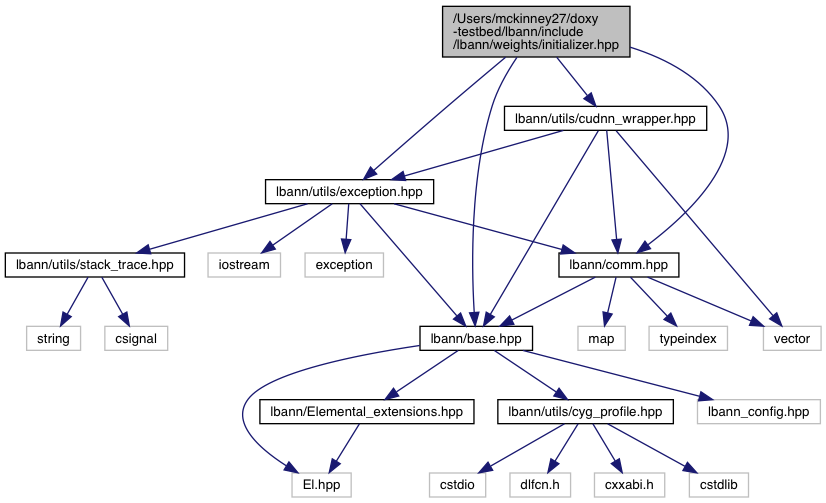 /Users/mckinney27/doxy
-testbed/lbann/include
/lbann/weights/initializer.hpp
lbann/utils/cudnn_wrapper.hpp
lbann/utils/exception.hpp
lbann/utils/stack_trace.hpp
iostream
exception
lbann/comm.hpp
string
csignal
lbann/base.hpp
map
typeindex
vector
lbann/Elemental_extensions.hpp
lbann/utils/cyg_profile.hpp
lbann_config.hpp
El.hpp
cstdio
dlfcn.h
cxxabi.h
cstdlib